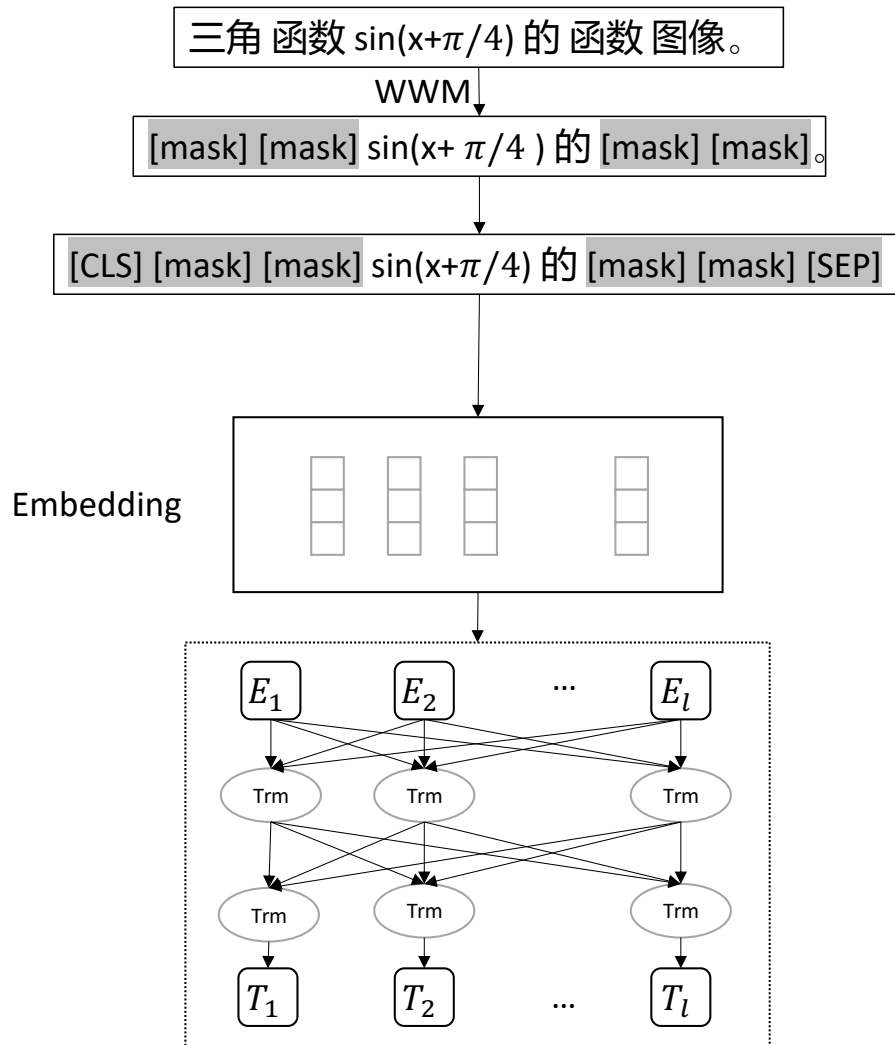 三角 函数 sin(x+𝜋/4) 的 函数 图像。
WWM
[mask] [mask] sin(x+ 𝜋/4 ) 的 [mask] [mask]。
[CLS] [mask] [mask] sin(x+𝜋/4) 的 [mask] [mask] [SEP]
Embedding
E₁ E₂ ... Eₗ
Trm Trm Trm
Trm Trm Trm
T₁ T₂ ... Tₗ